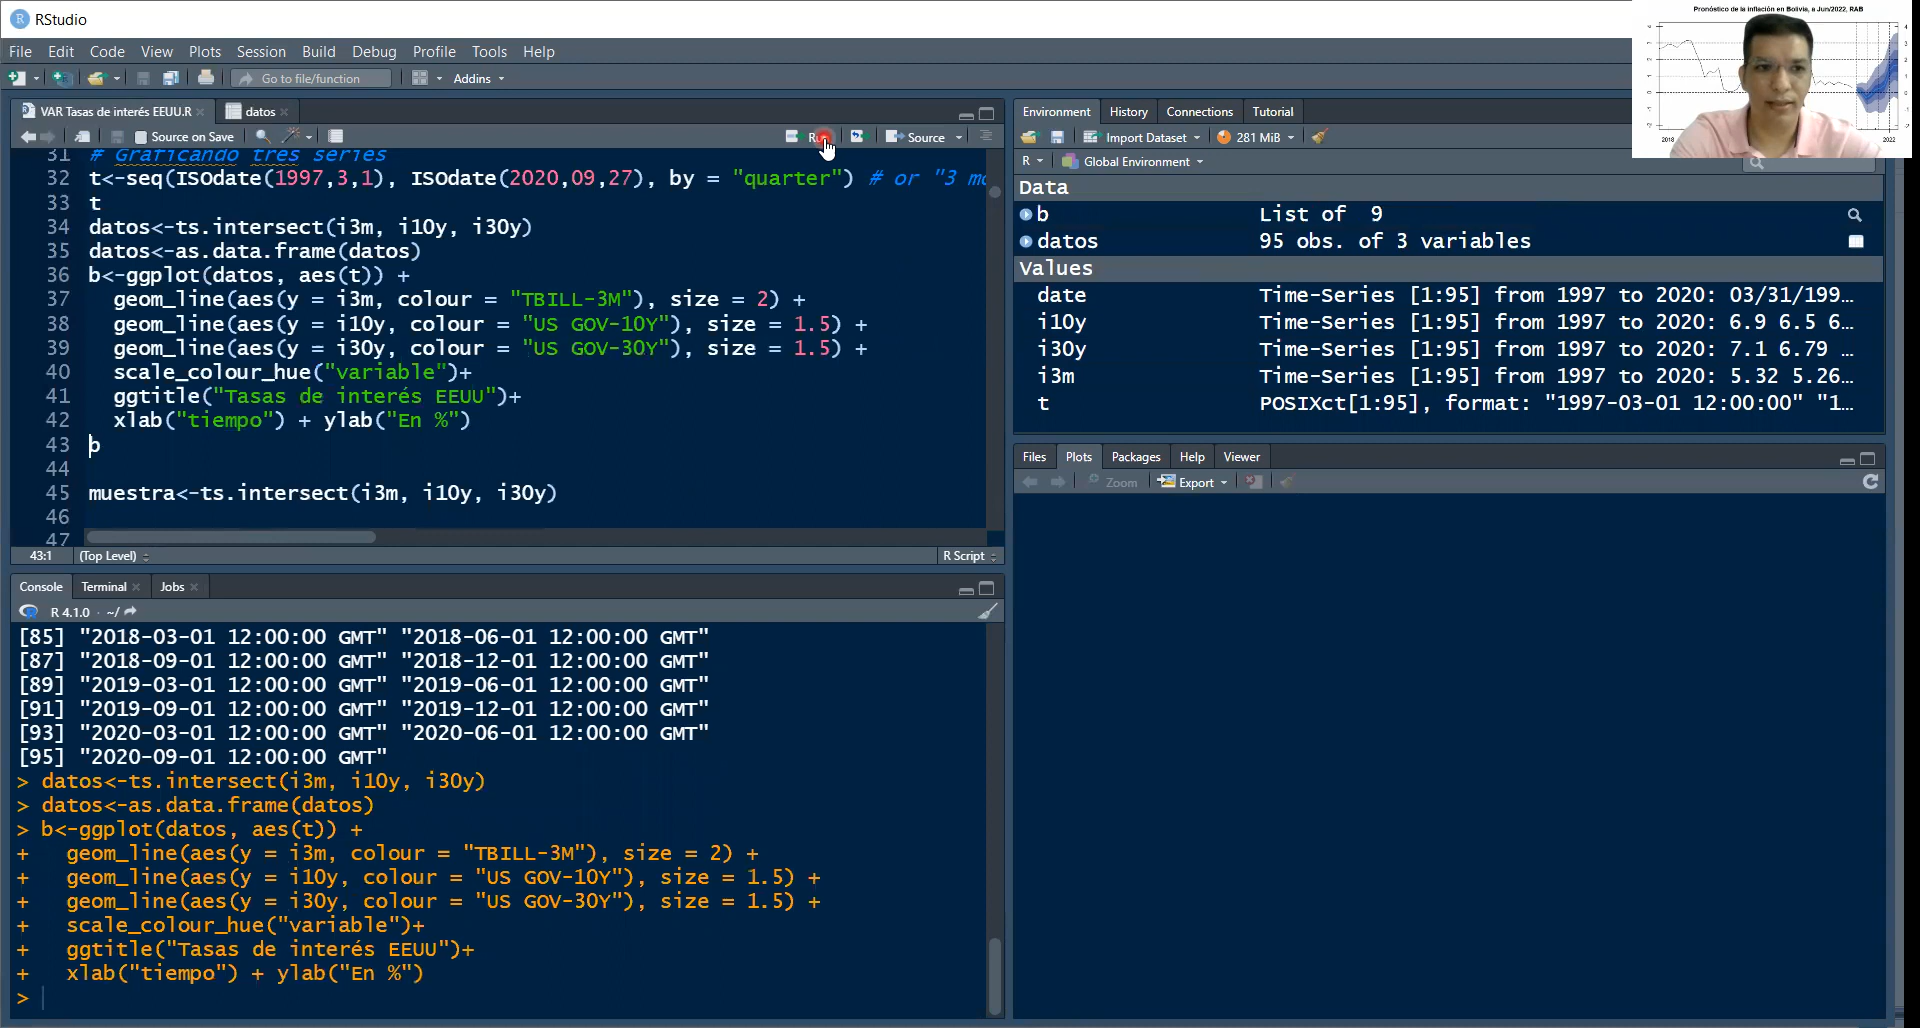 RStudio
File Edit Code View Plots Session Build Debug Profile Tools Help
Go to file/function Addins
VAR Tasas de interés EEUU.R datos
Source on Save Source
31 # Graficando tres series
32 t<-seq(ISOdate(1997,3,1), ISOdate(2020,09,27), by = "quarter") # or "3 mo
33 t
34 datos<-ts.intersect(i3m, i10y, i30y)
35 datos<-as.data.frame(datos)
36 b<-ggplot(datos, aes(t)) +
37 geom_line(aes(y = i3m, colour = "TBILL-3M"), size = 2) +
38 geom_line(aes(y = i10y, colour = "US GOV-10Y"), size = 1.5) +
39 geom_line(aes(y = i30y, colour = "US GOV-30Y"), size = 1.5) +
40 scale_colour_hue("variable")+
41 ggtitle("Tasas de interés EEUU")+
42 xlab("tiempo") + ylab("En %")
43 b
44
45 muestra<-ts.intersect(i3m, i10y, i30y)
46
47
43:1 (Top Level) R Script
Console Terminal Jobs
R 4.1.0 · ~/
[85] "2018-03-01 12:00:00 GMT" "2018-06-01 12:00:00 GMT"
[87] "2018-09-01 12:00:00 GMT" "2018-12-01 12:00:00 GMT"
[89] "2019-03-01 12:00:00 GMT" "2019-06-01 12:00:00 GMT"
[91] "2019-09-01 12:00:00 GMT" "2019-12-01 12:00:00 GMT"
[93] "2020-03-01 12:00:00 GMT" "2020-06-01 12:00:00 GMT"
[95] "2020-09-01 12:00:00 GMT"
> datos<-ts.intersect(i3m, i10y, i30y)
> datos<-as.data.frame(datos)
> b<-ggplot(datos, aes(t)) +
+ geom_line(aes(y = i3m, colour = "TBILL-3M"), size = 2) +
+ geom_line(aes(y = i10y, colour = "US GOV-10Y"), size = 1.5) +
+ geom_line(aes(y = i30y, colour = "US GOV-30Y"), size = 1.5) +
+ scale_colour_hue("variable")+
+ ggtitle("Tasas de interés EEUU")+
+ xlab("tiempo") + ylab("En %")
>
Environment History Connections Tutorial
Import Dataset 281 MiB
R Global Environment
Data
b List of 9
datos 95 obs. of 3 variables
Values
date Time-Series [1:95] from 1997 to 2020: 03/31/199…
i10y Time-Series [1:95] from 1997 to 2020: 6.9 6.5 6…
i30y Time-Series [1:95] from 1997 to 2020: 7.1 6.79 …
i3m Time-Series [1:95] from 1997 to 2020: 5.32 5.26…
t POSIXct[1:95], format: "1997-03-01 12:00:00" "1…
Files Plots Packages Help Viewer
Zoom Export
Pronóstico de la inflación en Bolivia, a Jun/2022, RAB
2018 2022